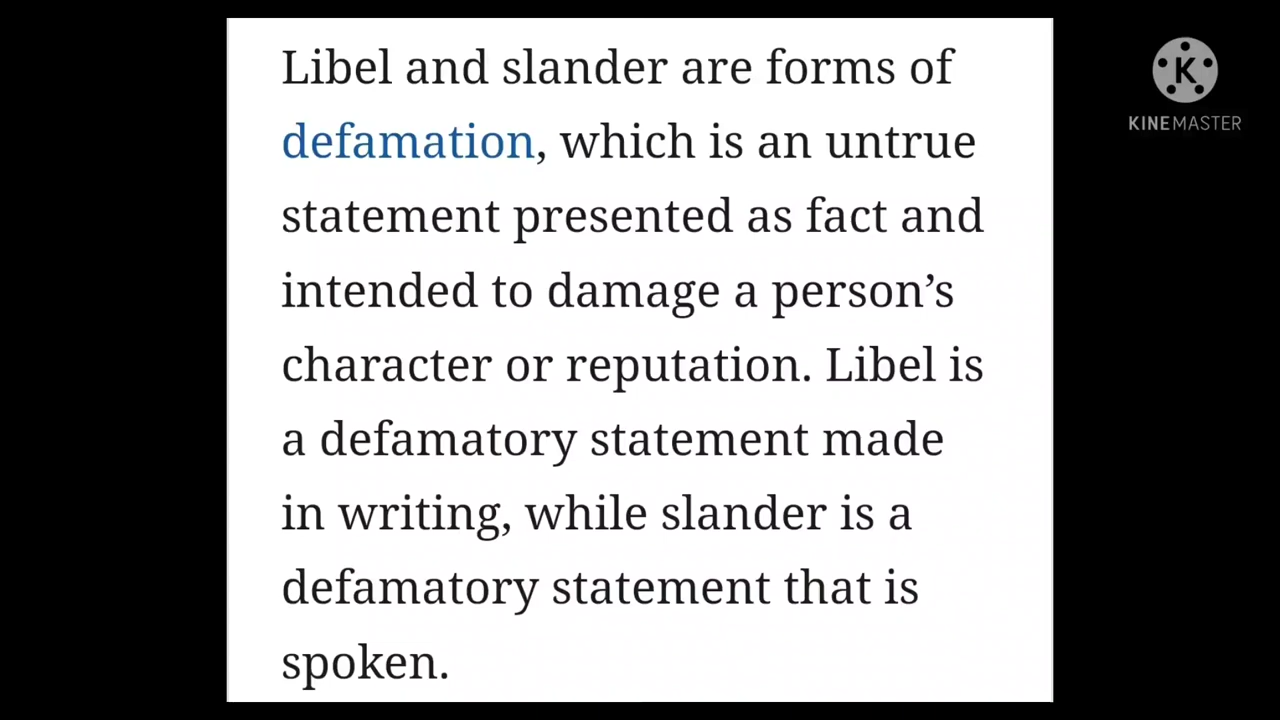 Libel and slander are forms of
defamation, which is an untrue
statement presented as fact and
intended to damage a person’s
character or reputation. Libel is
a defamatory statement made
in writing, while slander is a
defamatory statement that is
spoken.
K
KINEMASTER